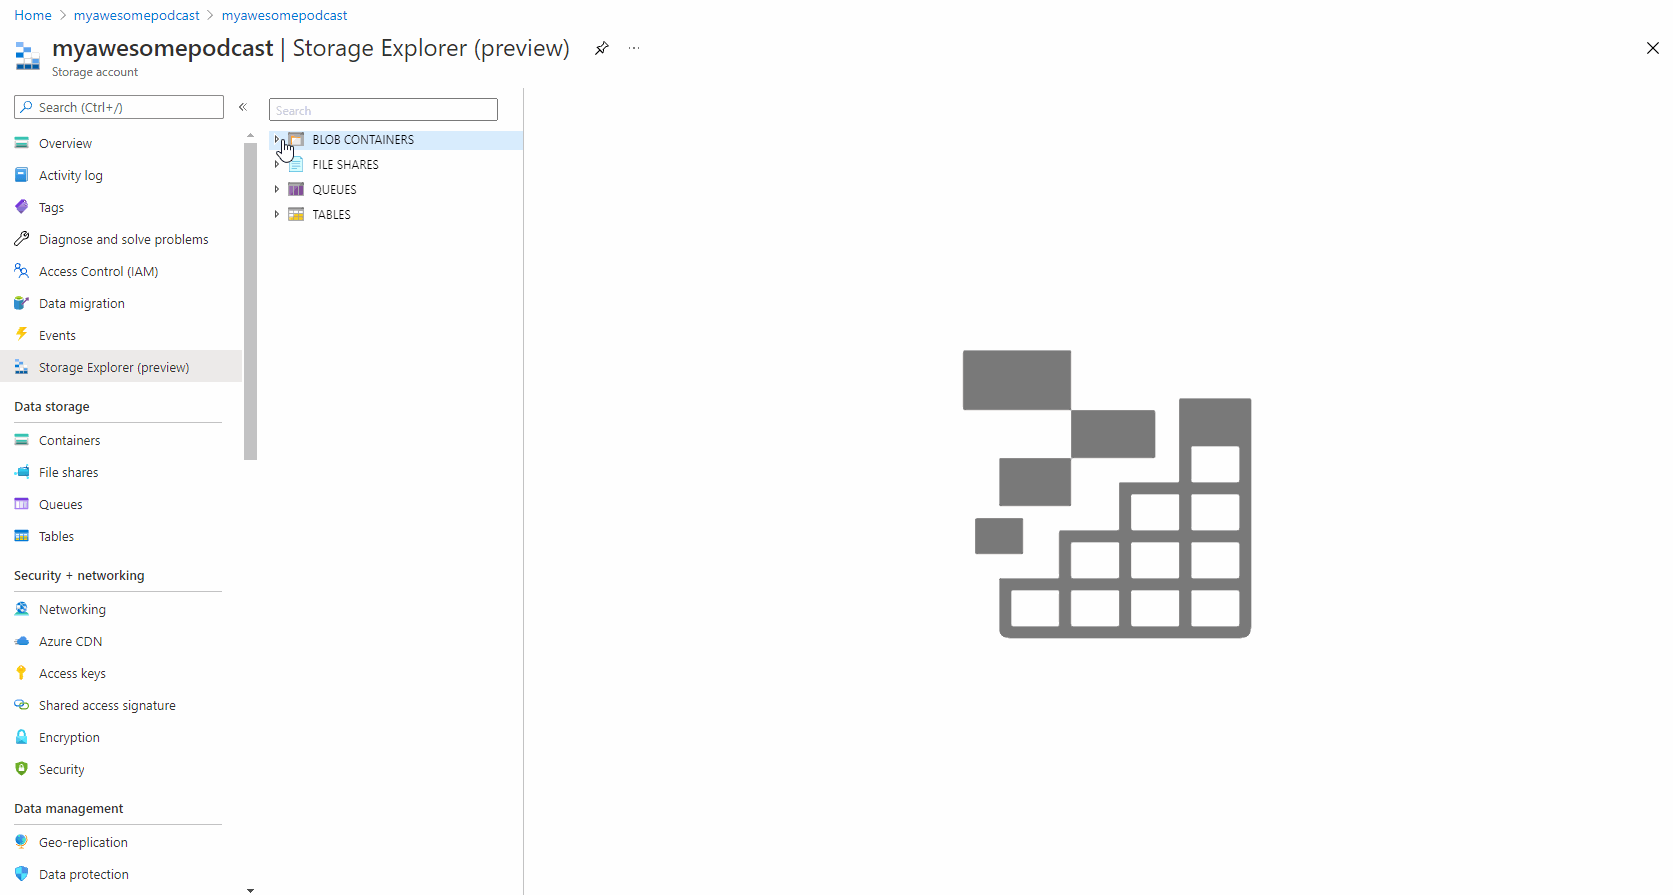 Home > myawesomepodcast > myawesomepodcast
myawesomepodcast | Storage Explorer (preview)
Storage account
Search (Ctrl+/)
Overview
Activity log
Tags
Diagnose and solve problems
Access Control (IAM)
Data migration
Events
Storage Explorer (preview)
Data storage
Containers
File shares
Queues
Tables
Security + networking
Networking
Azure CDN
Access keys
Shared access signature
Encryption
Security
Data management
Geo-replication
Data protection
Search
BLOB CONTAINERS
FILE SHARES
QUEUES
TABLES